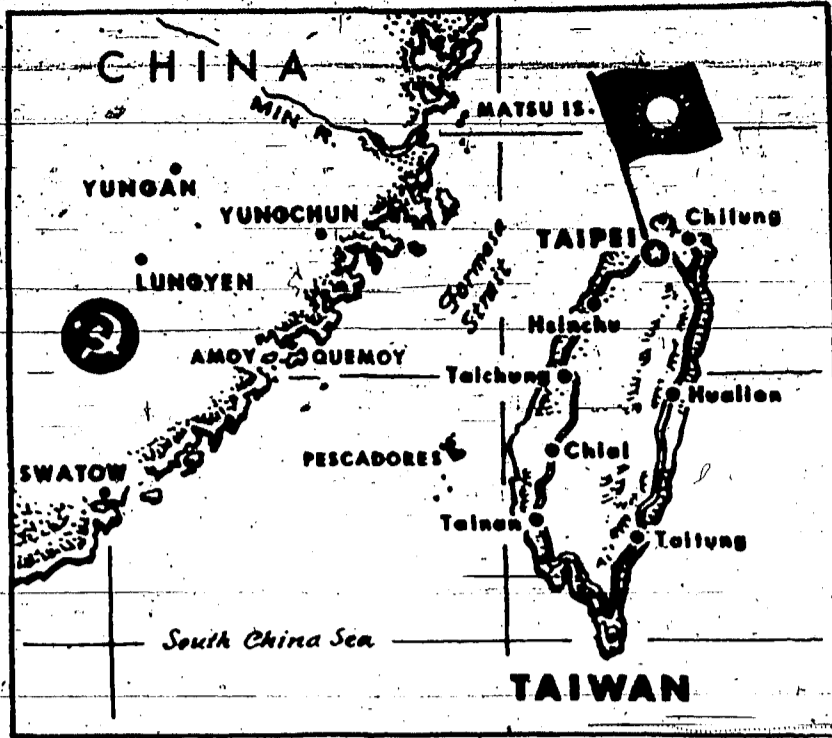 CHINA
MIN R.
MATSU IS.
YUNGAN
YUNGCHUN
LUNGYEN
Formosa
Strait
TAIPEI
Chilung
Hsinchu
AMOY
QUEMOY
Taichung
Hualien
PESCADORES
Chiai
SWATOW
Tainan
Taitung
South China Sea
TAIWAN